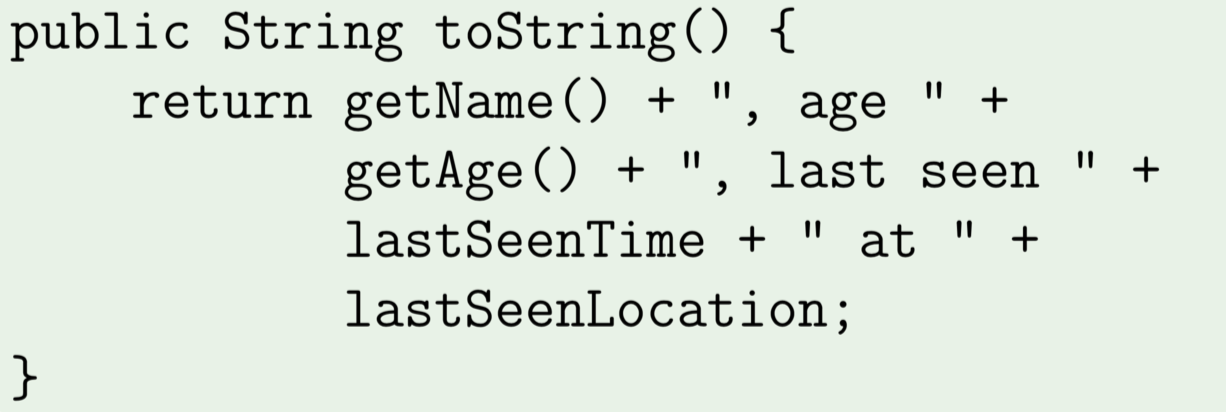 public String toString() {
    return getName() + ", age " +
           getAge() + ", last seen " +
           lastSeenTime + " at " +
           lastSeenLocation;
}